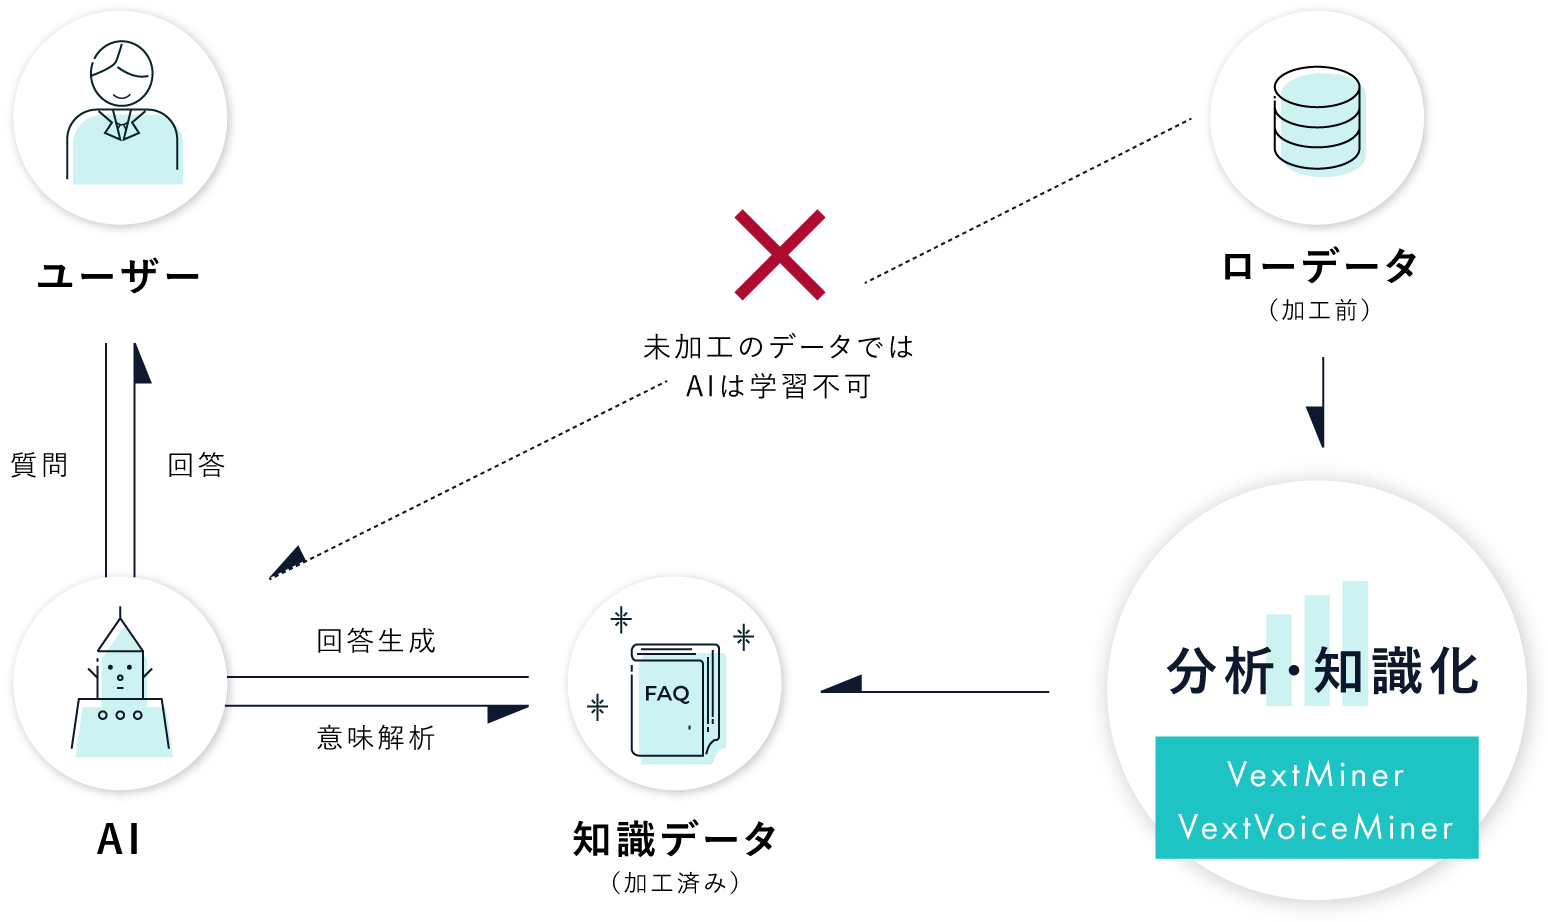 ユーザー
ローデータ
（加工前）
未加工のデータでは
AIは学習不可
質問
回答
回答生成
意味解析
AI
FAQ
知識データ
（加工済み）
分析・知識化
VextMiner
VextVoiceMiner